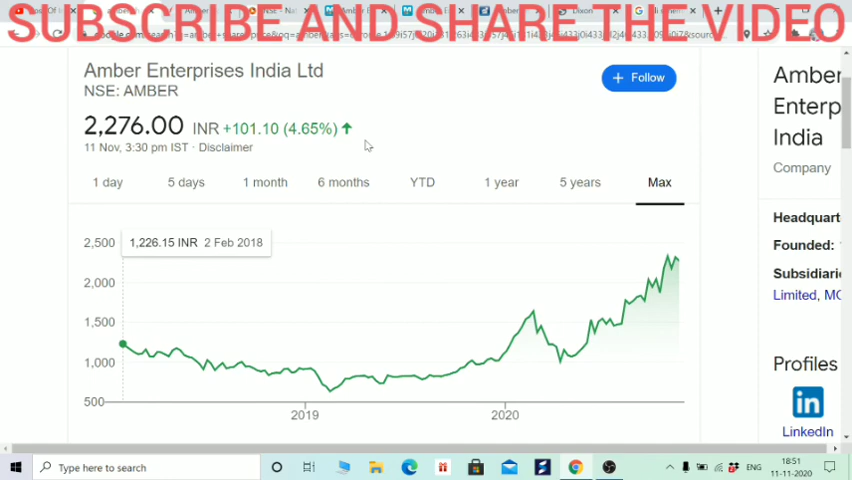 SUBSCRIBE AND SHARE THE VIDEO
Amber Enterprises India Ltd
NSE: AMBER
Follow
2,276.00 INR +101.10 (4.65%)
11 Nov, 3:30 pm IST · Disclaimer
1 day 5 days 1 month 6 months YTD 1 year 5 years Max
1,226.15 INR 2 Feb 2018
2,500
2,000
1,500
1,000
500
2019 2020
Amber
Enterp
India
Company
Headquart
Founded:
Subsidiari
Limited, MC
Profiles
LinkedIn
Type here to search
ENG
18:51
11-11-2020